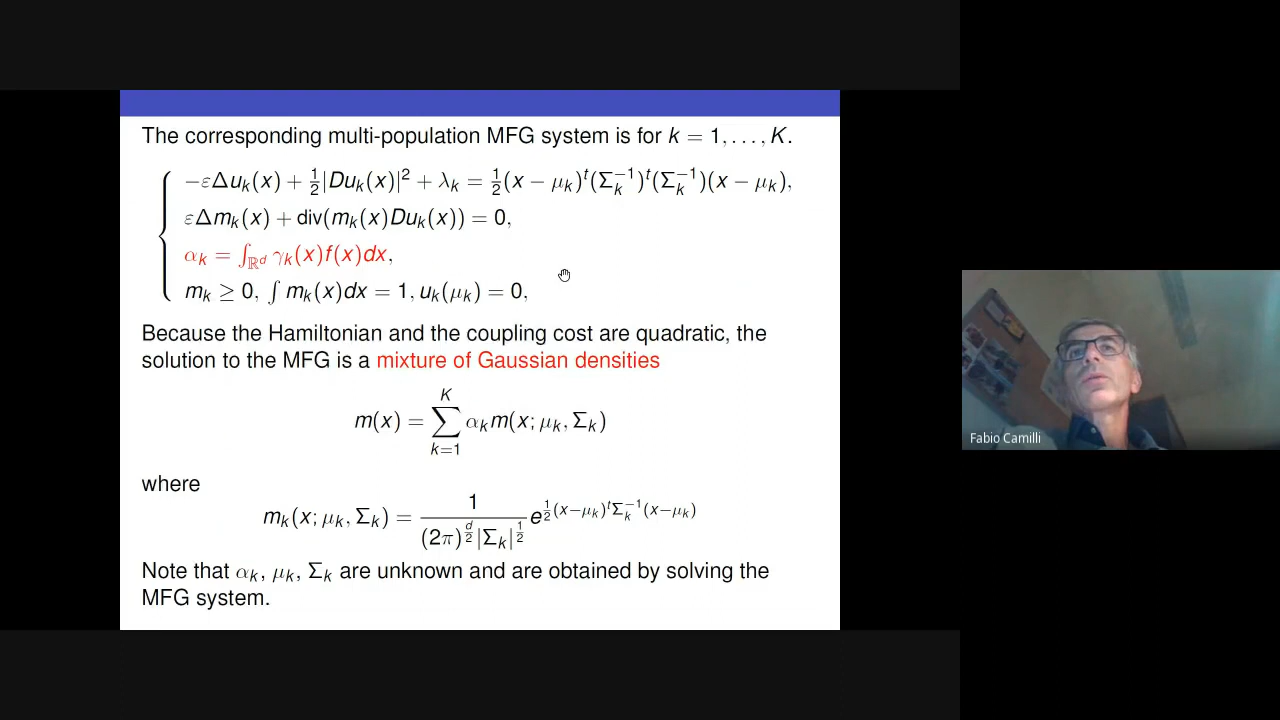 The corresponding multi-population MFG system is for k = 1, . . . , K.
−εΔu_k(x) + ½|Du_k(x)|² + λ_k = ½(x − μ_k)^t(Σ_k^{-1})^t(Σ_k^{-1})(x − μ_k),
εΔm_k(x) + div(m_k(x)Du_k(x)) = 0,
α_k = ∫_{ℝ^d} γ_k(x)f(x)dx,
m_k ≥ 0, ∫ m_k(x)dx = 1, u_k(μ_k) = 0,
Because the Hamiltonian and the coupling cost are quadratic, the
solution to the MFG is a mixture of Gaussian densities
m(x) = ∑_{k=1}^{K} α_k m(x; μ_k, Σ_k)
where
m_k(x; μ_k, Σ_k) = \frac{1}{(2π)^{\frac{d}{2}}|Σ_k|^{\frac{1}{2}}} e^{\frac{1}{2}(x−μ_k)^tΣ_k^{-1}(x−μ_k)}
Note that α_k, μ_k, Σ_k are unknown and are obtained by solving the
MFG system.
Fabio Camilli